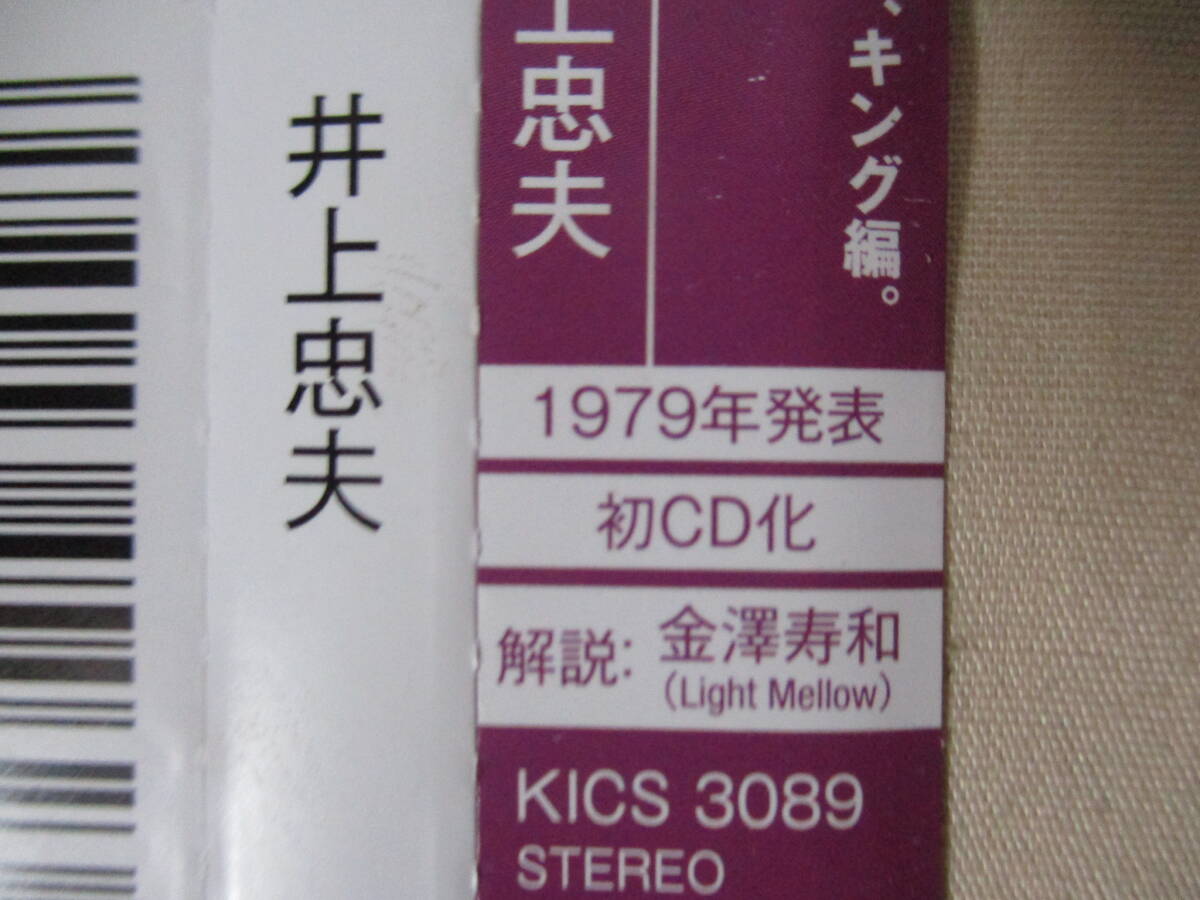 井上忠夫
上忠夫
、キング編。
1979年発表
初CD化
解説: 金澤寿和
(Light Mellow)
KICS 3089
STEREO